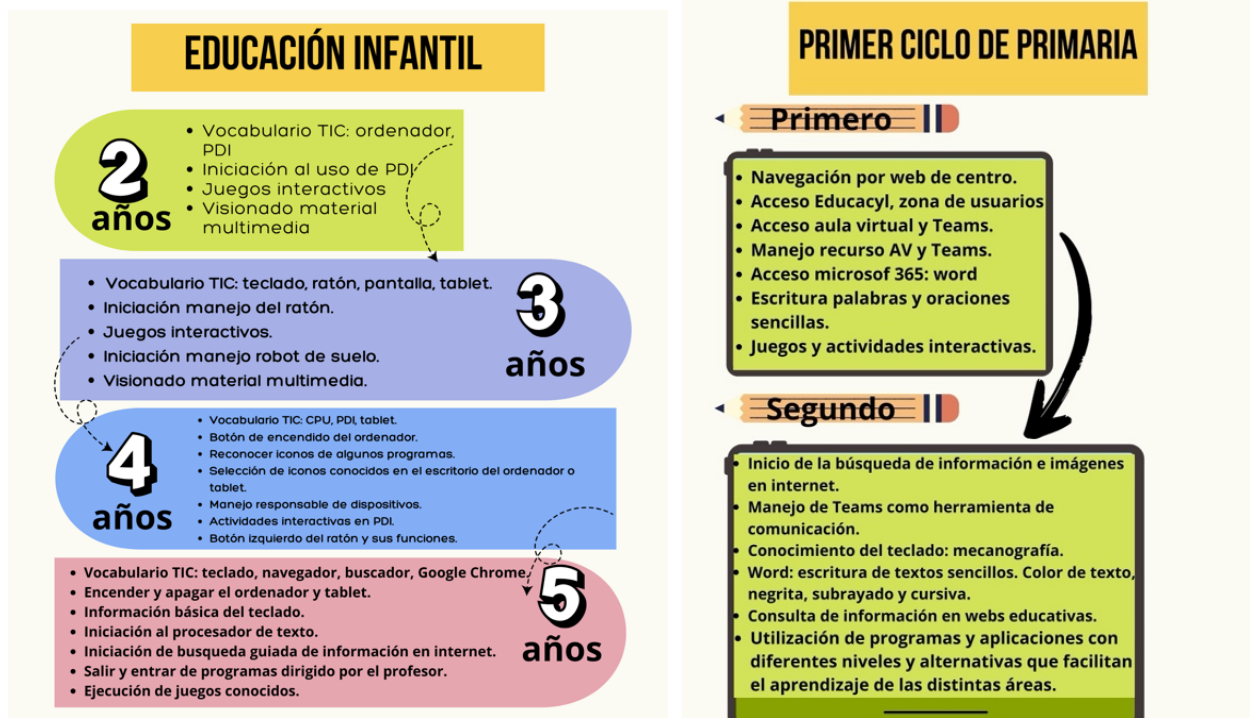 EDUCACIÓN INFANTIL
2
años
• Vocabulario TIC: ordenador,
PDI
• Iniciación al uso de PDI
• Juegos interactivos
• Visionado material
multimedia
• Vocabulario TIC: teclado, ratón, pantalla, tablet.
• Iniciación manejo del ratón.
• Juegos interactivos.
• Iniciación manejo robot de suelo.
• Visionado material multimedia.
3
años
4
años
• Vocabulario TIC: CPU, PDI, tablet.
• Botón de encendido del ordenador.
• Reconocer iconos de algunos programas.
• Selección de iconos conocidos en el escritorio del ordenador o
tablet.
• Manejo responsable de dispositivos.
• Actividades interactivas en PDI.
• Botón izquierdo del ratón y sus funciones.
• Vocabulario TIC: teclado, navegador, buscador, Google Chrome.
• Encender y apagar el ordenador y tablet.
• Información básica del teclado.
• Iniciación al procesador de texto.
• Iniciación de busqueda guiada de información en internet.
• Salir y entrar de programas dirigido por el profesor.
• Ejecución de juegos conocidos.
5
años
PRIMER CICLO DE PRIMARIA
Primero
• Navegación por web de centro.
• Acceso Educacyl, zona de usuarios
• Acceso aula virtual y Teams.
• Manejo recurso AV y Teams.
• Acceso microsof 365: word
• Escritura palabras y oraciones
sencillas.
• Juegos y actividades interactivas.
Segundo
• Inicio de la búsqueda de información e imágenes
en internet.
• Manejo de Teams como herramienta de
comunicación.
• Conocimiento del teclado: mecanografía.
• Word: escritura de textos sencillos. Color de texto,
negrita, subrayado y cursiva.
• Consulta de información en webs educativas.
• Utilización de programas y aplicaciones con
diferentes niveles y alternativas que facilitan
el aprendizaje de las distintas áreas.